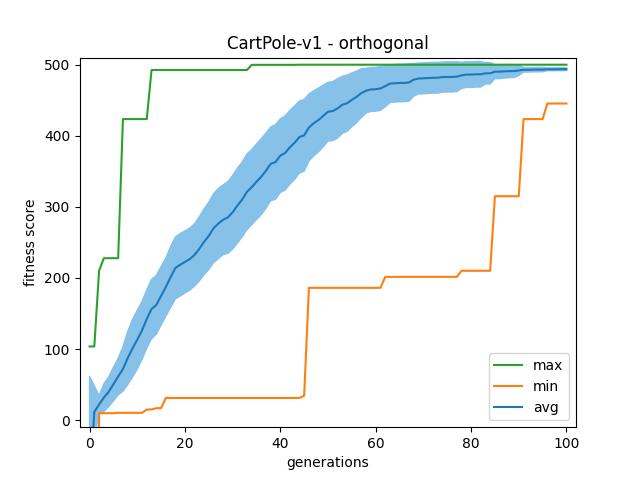 CartPole-v1 - orthogonal
500
400
300
200
100
0
fitness score
max
min
avg
0 20 40 60 80 100
generations